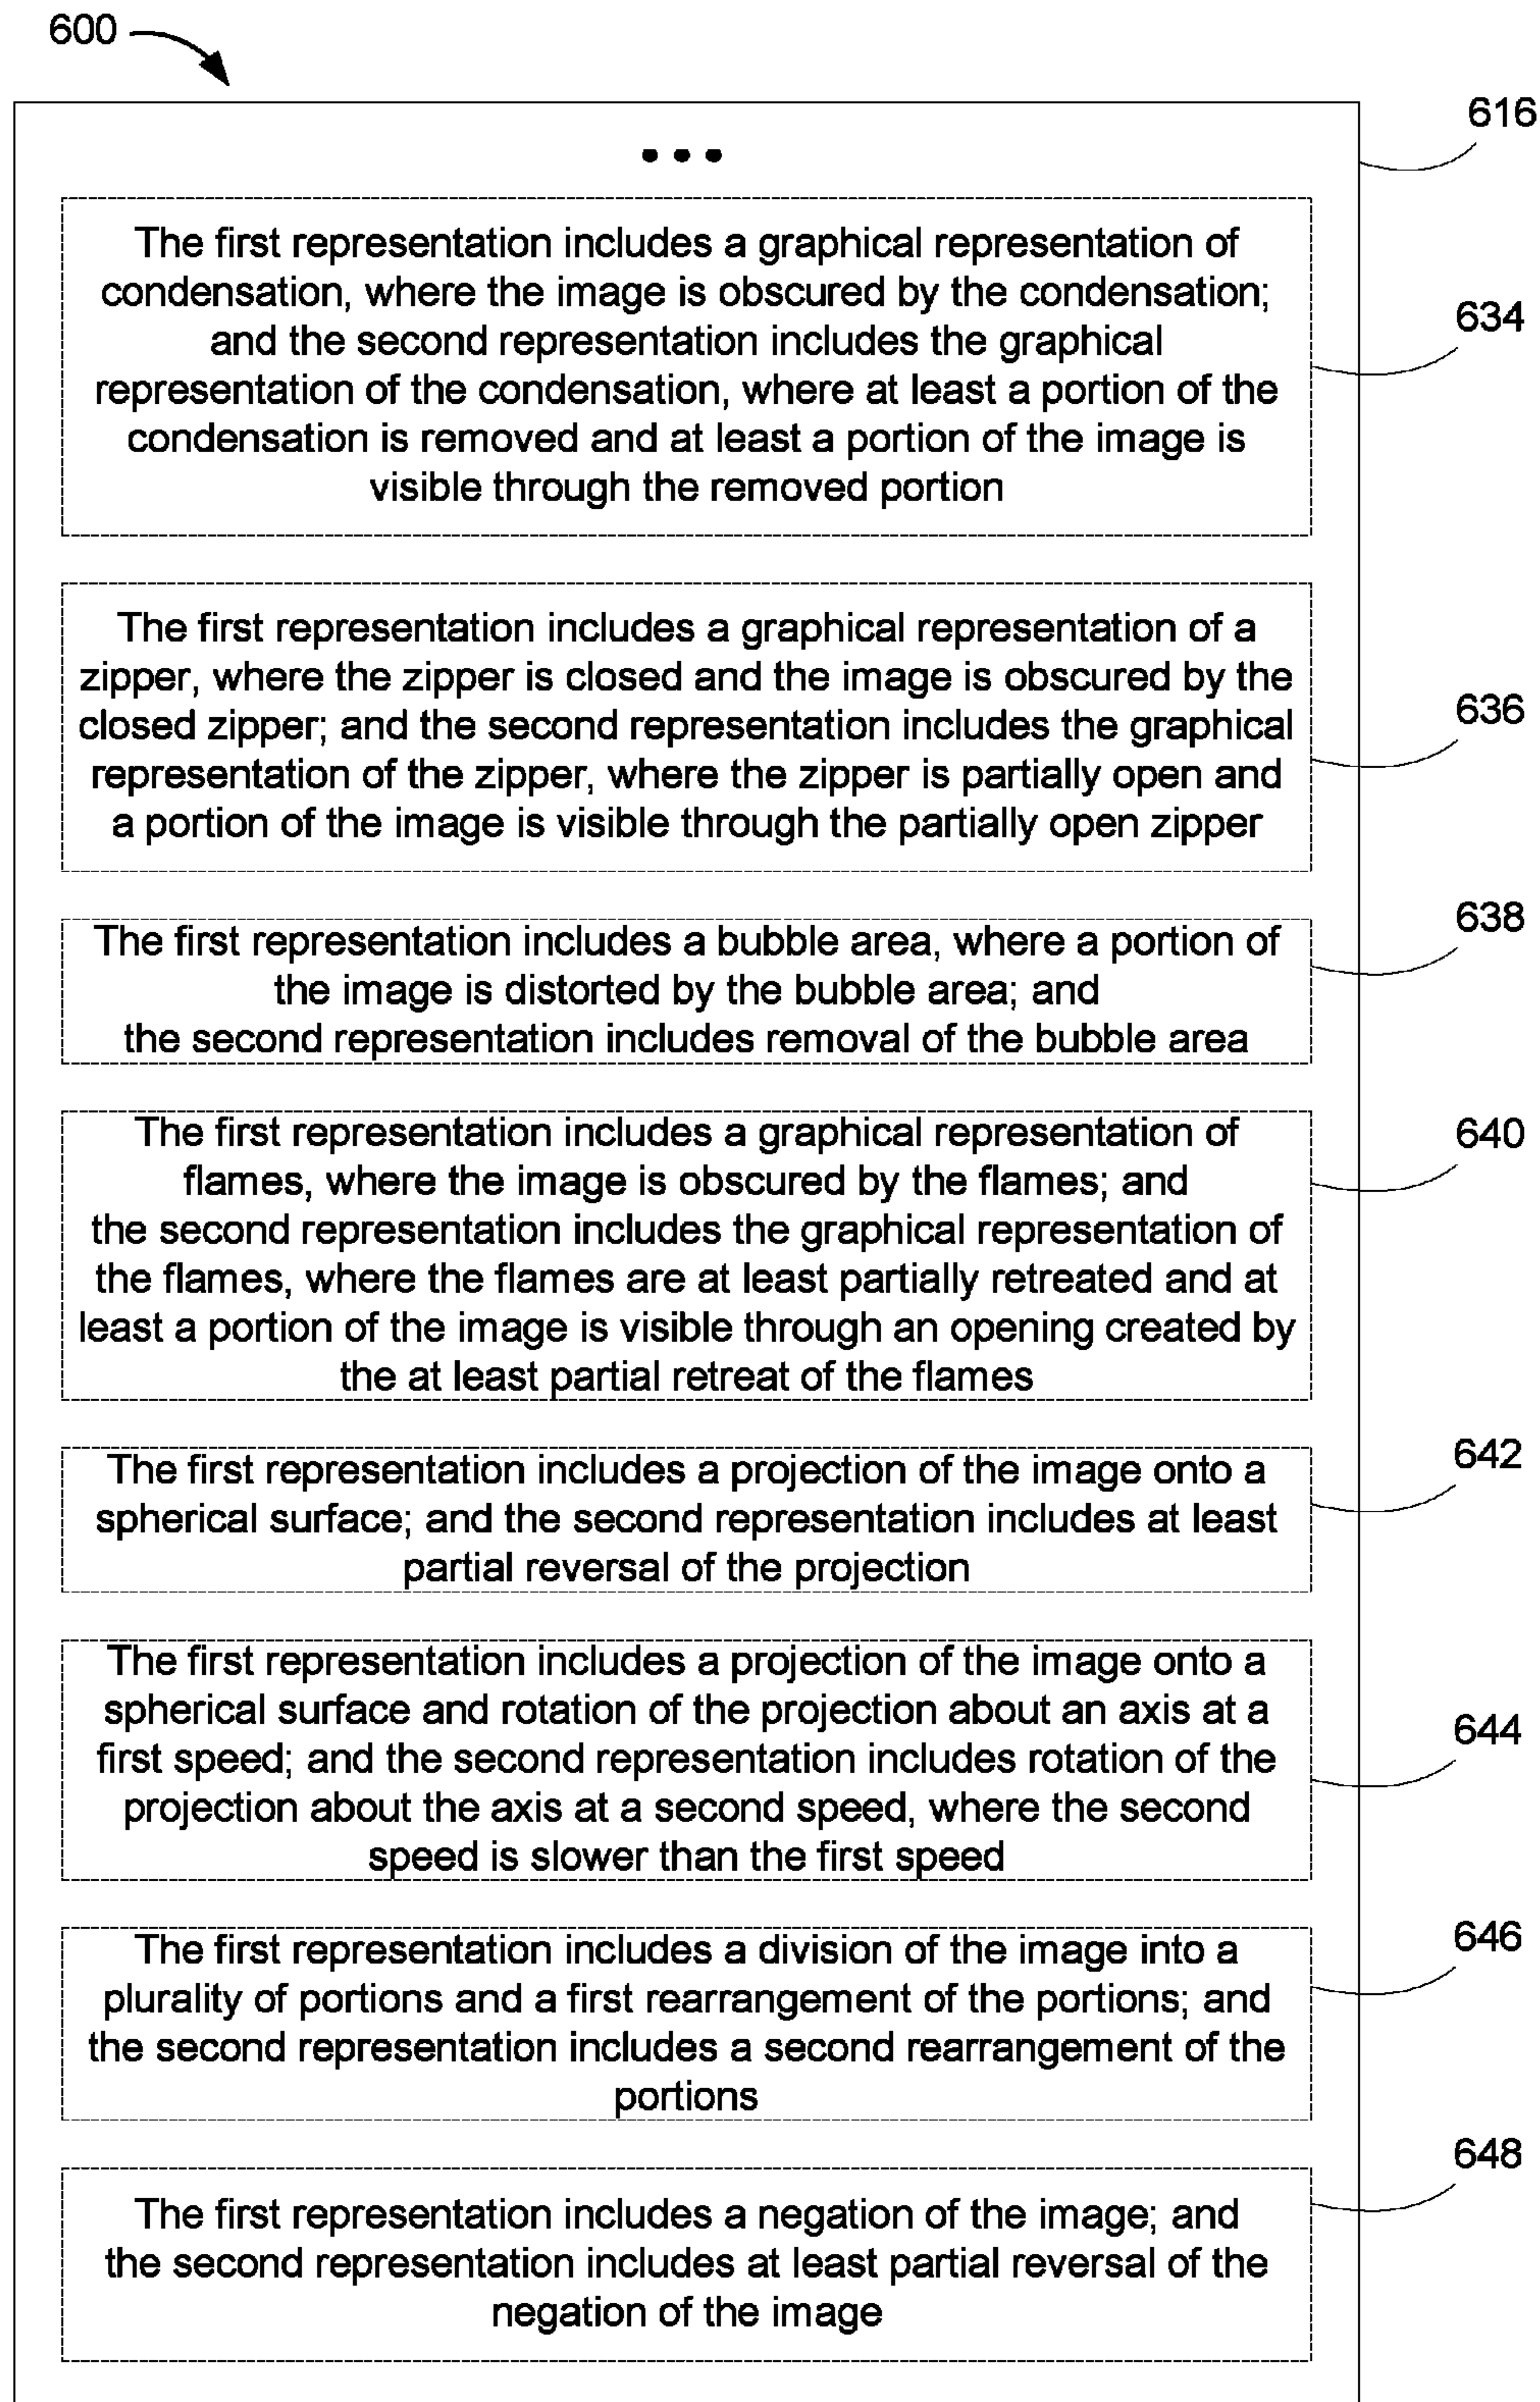 600
616
• • •
The first representation includes a graphical representation of
condensation, where the image is obscured by the condensation;
and the second representation includes the graphical
representation of the condensation, where at least a portion of the
condensation is removed and at least a portion of the image is
visible through the removed portion
634
The first representation includes a graphical representation of a
zipper, where the zipper is closed and the image is obscured by the
closed zipper; and the second representation includes the graphical
representation of the zipper, where the zipper is partially open and
a portion of the image is visible through the partially open zipper
636
The first representation includes a bubble area, where a portion of
the image is distorted by the bubble area; and
the second representation includes removal of the bubble area
638
The first representation includes a graphical representation of
flames, where the image is obscured by the flames; and
the second representation includes the graphical representation of
the flames, where the flames are at least partially retreated and at
least a portion of the image is visible through an opening created by
the at least partial retreat of the flames
640
The first representation includes a projection of the image onto a
spherical surface; and the second representation includes at least
partial reversal of the projection
642
The first representation includes a projection of the image onto a
spherical surface and rotation of the projection about an axis at a
first speed; and the second representation includes rotation of the
projection about the axis at a second speed, where the second
speed is slower than the first speed
644
The first representation includes a division of the image into a
plurality of portions and a first rearrangement of the portions; and
the second representation includes a second rearrangement of the
portions
646
The first representation includes a negation of the image; and
the second representation includes at least partial reversal of the
negation of the image
648